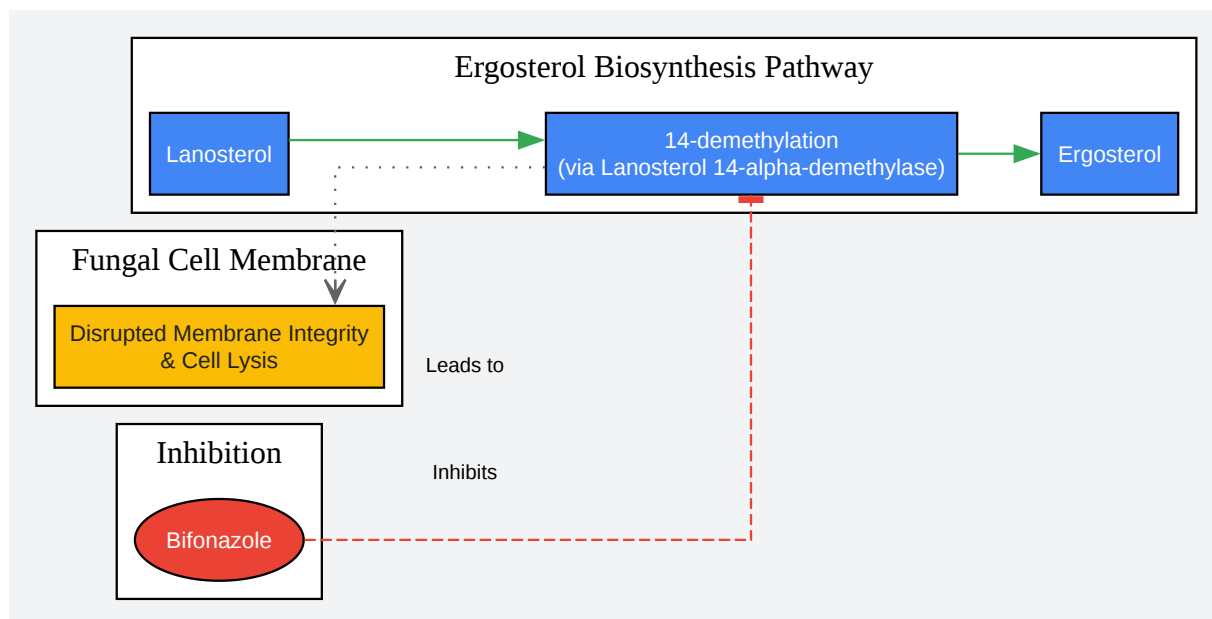 Ergosterol Biosynthesis Pathway
Lanosterol
14-demethylation
(via Lanosterol 14-alpha-demethylase)
Ergosterol
Fungal Cell Membrane
Disrupted Membrane Integrity
& Cell Lysis
Leads to
Inhibition
Inhibits
Bifonazole